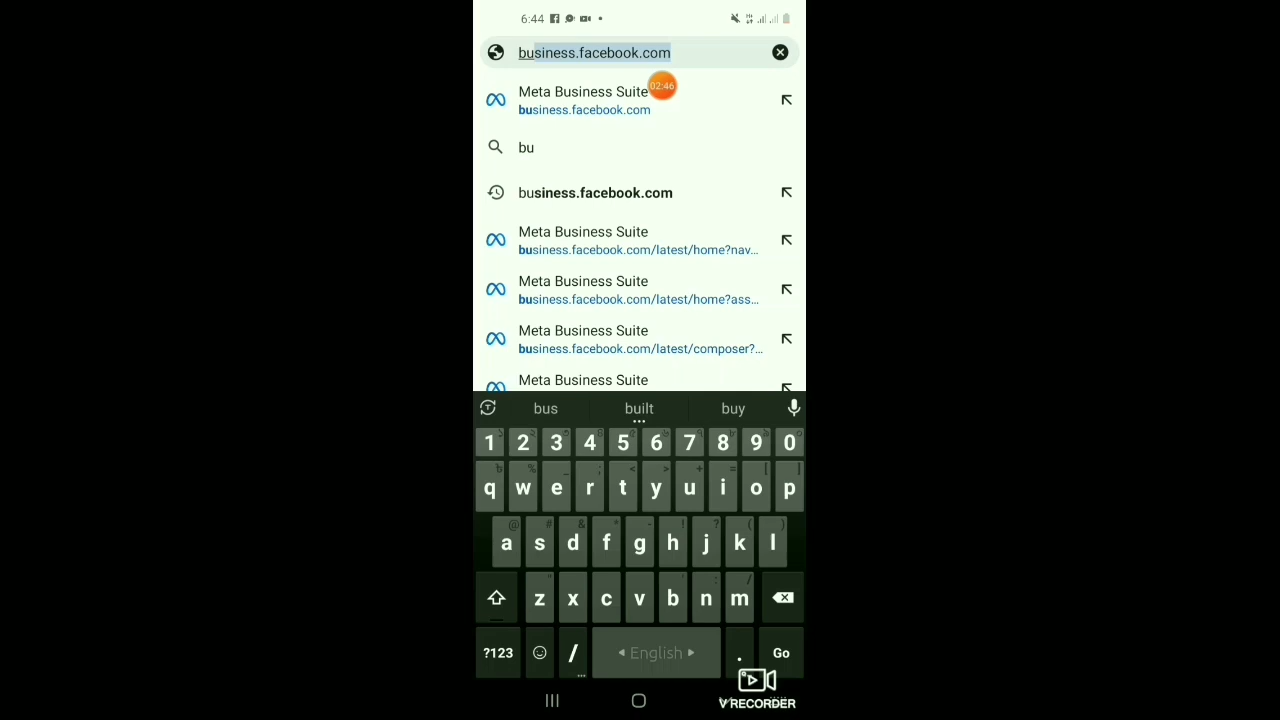 6:44
business.facebook.com
Meta Business Suite
02:46
business.facebook.com
bu
business.facebook.com
Meta Business Suite
business.facebook.com/latest/home?nav...
Meta Business Suite
business.facebook.com/latest/home?ass...
Meta Business Suite
business.facebook.com/latest/composer?...
Meta Business Suite
bus built buy
1 2 3 4 5 6 7 8 9 0
q w e r t y u i o p
a s d f g h j k l
z x c v b n m
?123 / English . Go
V RECORDER